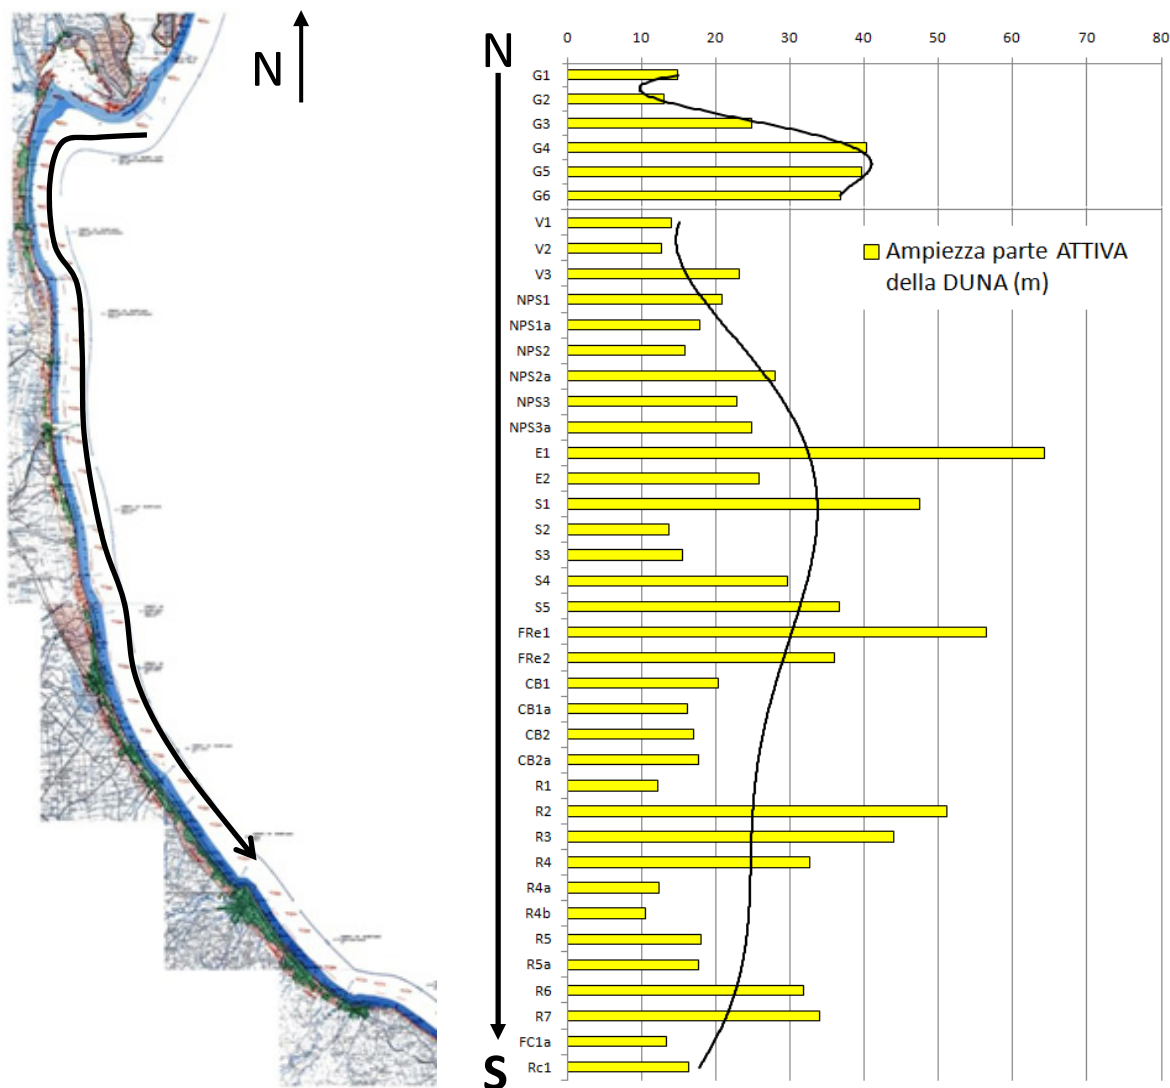 N
N
0 10 20 30 40 50 60 70 80
G1
G2
G3
G4
G5
G6
V1
V2
V3
NPS1
NPS1a
NPS2
NPS2a
NPS3
NPS3a
E1
E2
S1
S2
S3
S4
S5
FRe1
FRe2
CB1
CB1a
CB2
CB2a
R1
R2
R3
R4
R4a
R4b
R5
R5a
R6
R7
FC1a
Rc1
Ampiezza parte ATTIVA
della DUNA (m)
S